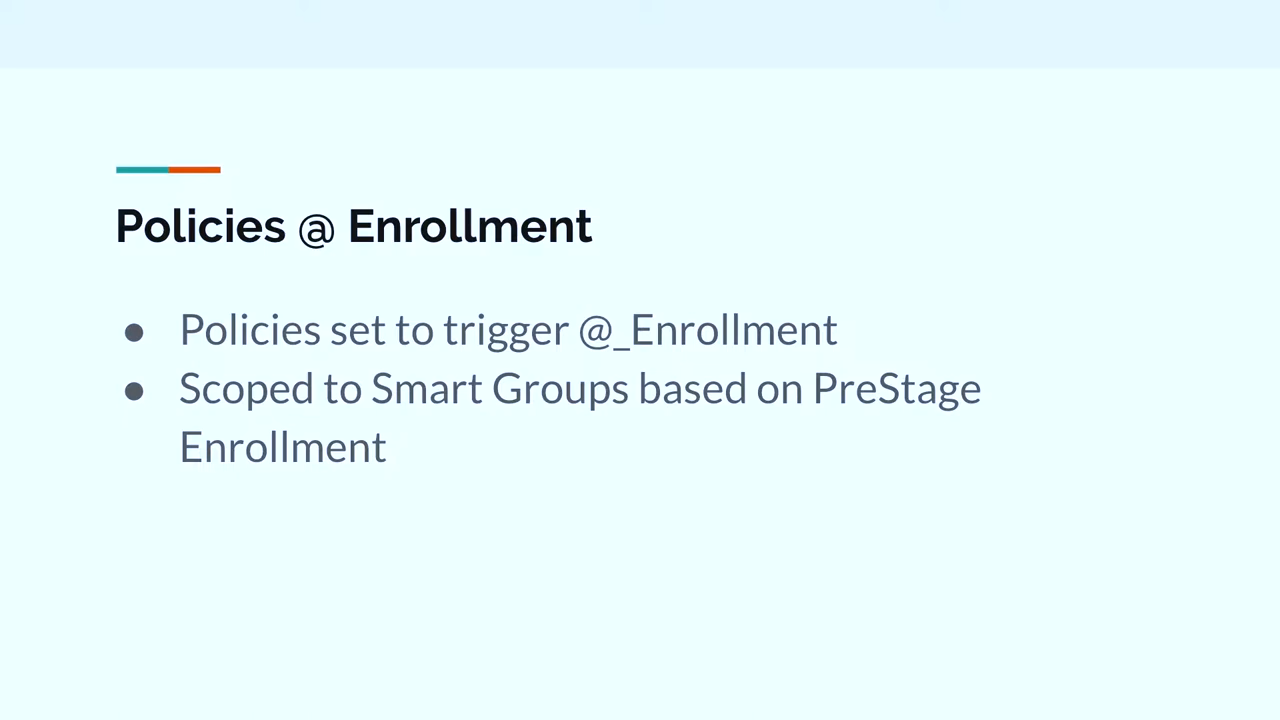 Policies @ Enrollment
● Policies set to trigger @_Enrollment
● Scoped to Smart Groups based on PreStage
Enrollment